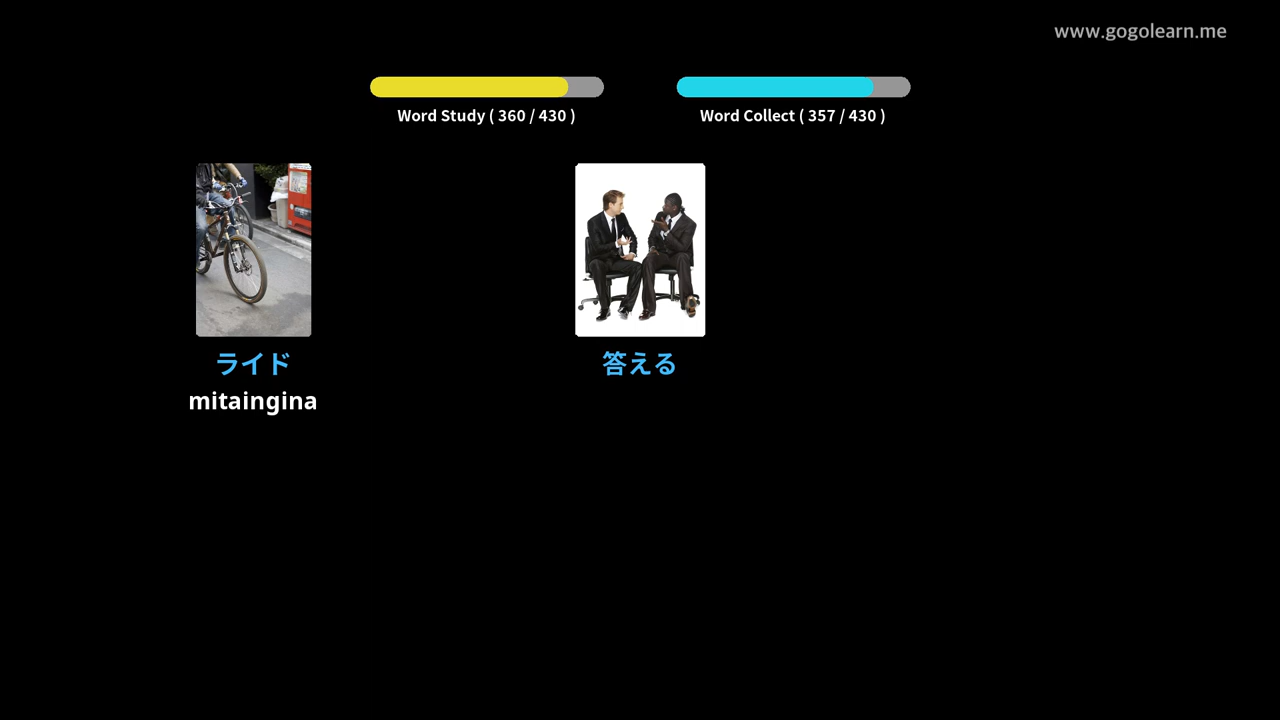 www.gogolearn.me
Word Study ( 360 / 430 )
Word Collect ( 357 / 430 )
ライド
答える
mitaingina